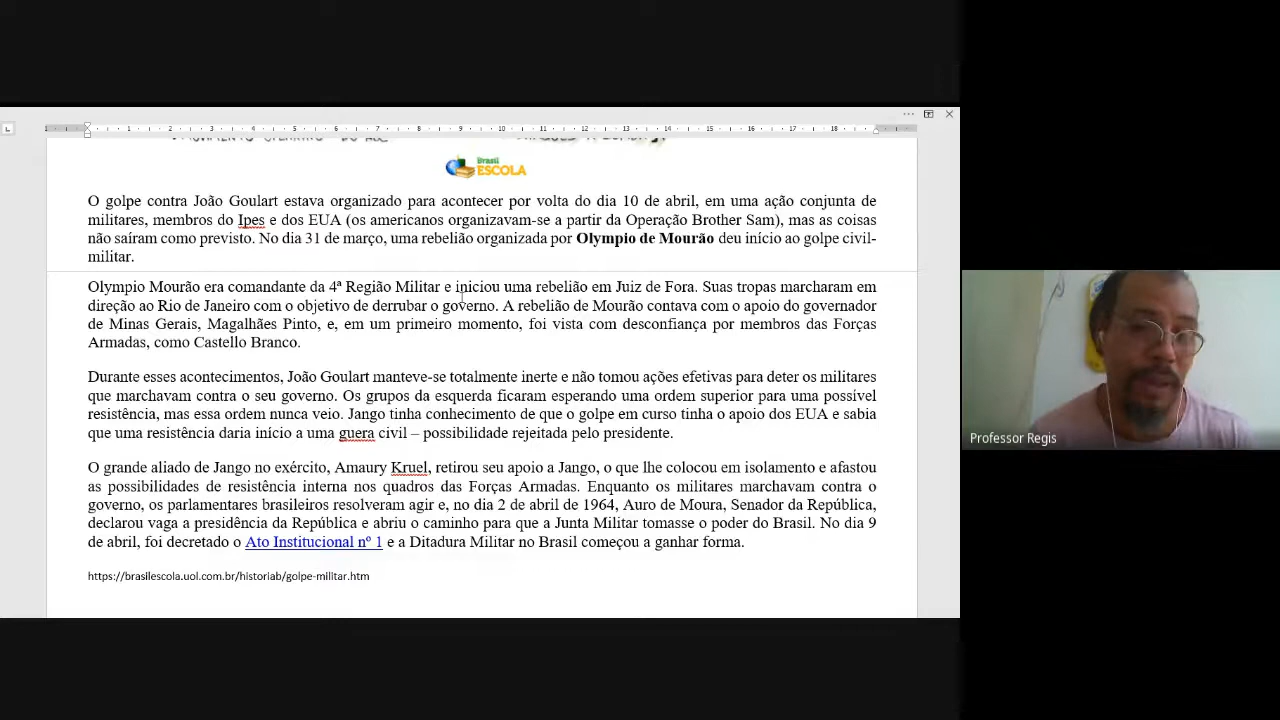 Brasil
ESCOLA
O golpe contra João Goulart estava organizado para acontecer por volta do dia 10 de abril, em uma ação conjunta de
militares, membros do Ipes e dos EUA (os americanos organizavam-se a partir da Operação Brother Sam), mas as coisas
não saíram como previsto. No dia 31 de março, uma rebelião organizada por Olympio de Mourão deu início ao golpe civil-
militar.
Olympio Mourão era comandante da 4ª Região Militar e iniciou uma rebelião em Juiz de Fora. Suas tropas marcharam em
direção ao Rio de Janeiro com o objetivo de derrubar o governo. A rebelião de Mourão contava com o apoio do governador
de Minas Gerais, Magalhães Pinto, e, em um primeiro momento, foi vista com desconfiança por membros das Forças
Armadas, como Castello Branco.
Durante esses acontecimentos, João Goulart manteve-se totalmente inerte e não tomou ações efetivas para deter os militares
que marchavam contra o seu governo. Os grupos da esquerda ficaram esperando uma ordem superior para uma possível
resistência, mas essa ordem nunca veio. Jango tinha conhecimento de que o golpe em curso tinha o apoio dos EUA e sabia
que uma resistência daria início a uma guera civil – possibilidade rejeitada pelo presidente.
O grande aliado de Jango no exército, Amaury Kruel, retirou seu apoio a Jango, o que lhe colocou em isolamento e afastou
as possibilidades de resistência interna nos quadros das Forças Armadas. Enquanto os militares marchavam contra o
governo, os parlamentares brasileiros resolveram agir e, no dia 2 de abril de 1964, Auro de Moura, Senador da República,
declarou vaga a presidência da República e abriu o caminho para que a Junta Militar tomasse o poder do Brasil. No dia 9
de abril, foi decretado o Ato Institucional nº 1 e a Ditadura Militar no Brasil começou a ganhar forma.
https://brasilescola.uol.com.br/historiab/golpe-militar.htm
Professor Regis